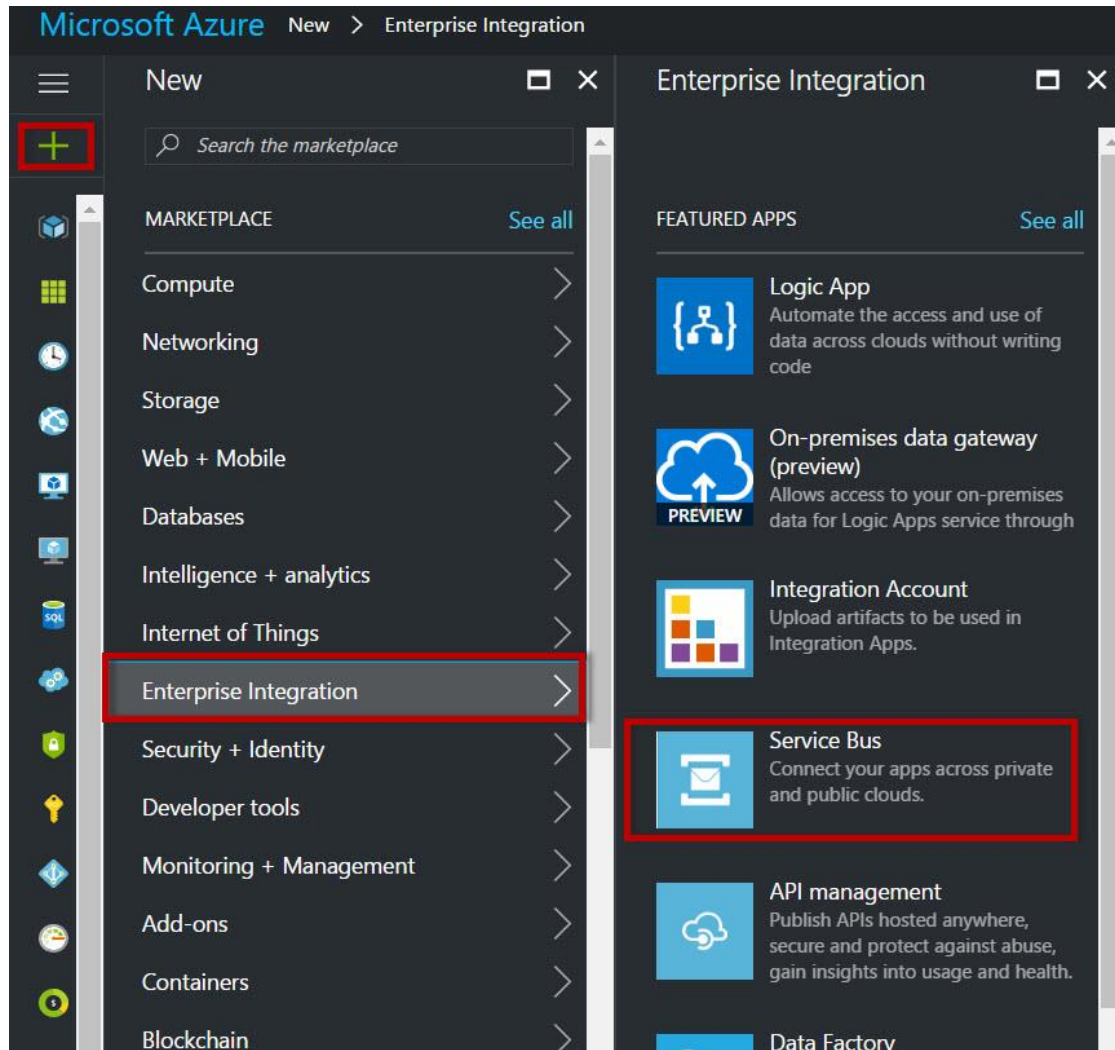 Microsoft Azure New > Enterprise Integration
New
Search the marketplace
MARKETPLACE See all
Compute
Networking
Storage
Web + Mobile
Databases
Intelligence + analytics
Internet of Things
Enterprise Integration
Security + Identity
Developer tools
Monitoring + Management
Add-ons
Containers
Blockchain
SQL
Enterprise Integration
FEATURED APPS See all
Logic App
Automate the access and use of
data across clouds without writing
code
On-premises data gateway
(preview)
Allows access to your on-premises
data for Logic Apps service through
PREVIEW
Integration Account
Upload artifacts to be used in
Integration Apps.
Service Bus
Connect your apps across private
and public clouds.
API management
Publish APIs hosted anywhere,
secure and protect against abuse,
gain insights into usage and health.
Data Factory